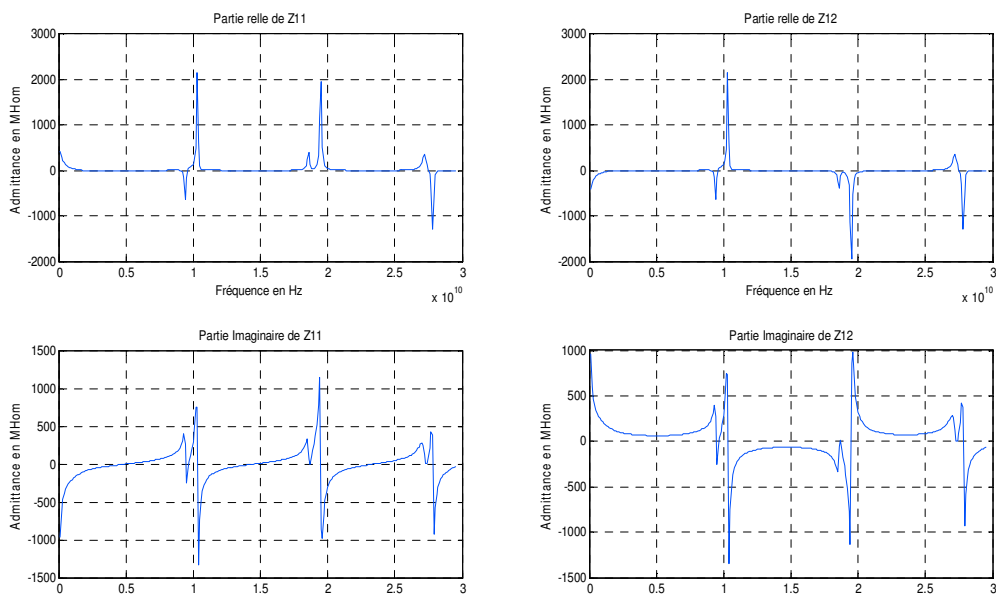 Partie relle de Z11
3000
2000
1000
0
-1000
-2000
Admittance en MHom
0 0.5 1 1.5 2 2.5 3
Fréquence en Hz
x 10^10
Partie relle de Z12
3000
2000
1000
0
-1000
-2000
Admittance en MHom
0 0.5 1 1.5 2 2.5 3
Fréquence en Hz
x 10^10
Partie Imaginaire de Z11
1500
1000
500
0
-500
-1000
-1500
Admittance en MHom
0 0.5 1 1.5 2 2.5 3
Partie Imaginaire de Z12
1000
500
0
-500
-1000
-1500
Admittance en MHom
0 0.5 1 1.5 2 2.5 3